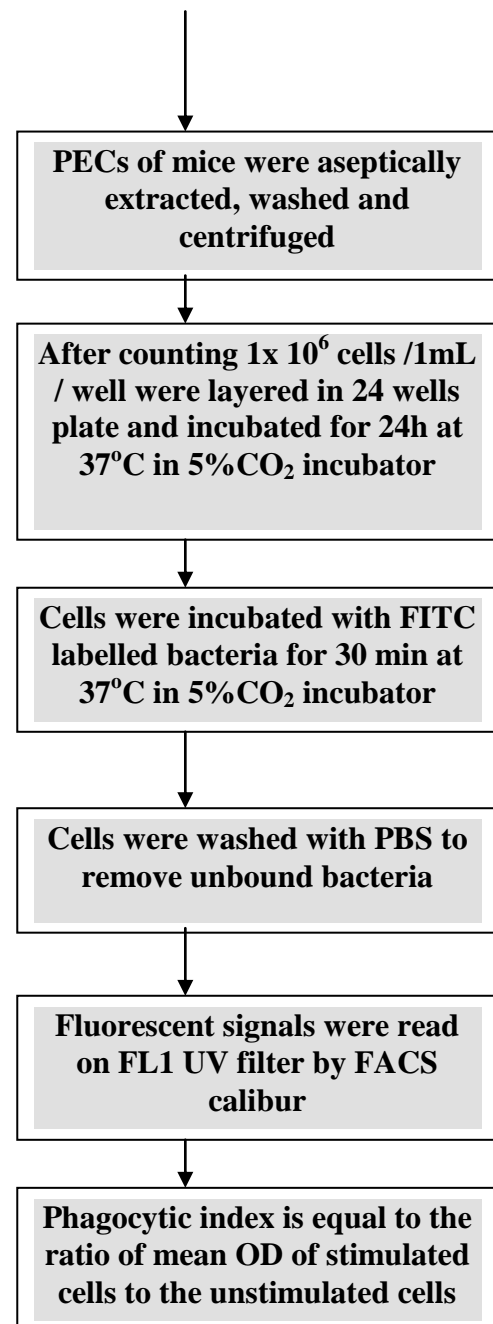 PECs of mice were aseptically
extracted, washed and
centrifuged
After counting 1x 10⁶ cells /1mL
/ well were layered in 24 wells
plate and incubated for 24h at
37ᵒC in 5%CO₂ incubator
Cells were incubated with FITC
labelled bacteria for 30 min at
37ᵒC in 5%CO₂ incubator
Cells were washed with PBS to
remove unbound bacteria
Fluorescent signals were read
on FL1 UV filter by FACS
calibur
Phagocytic index is equal to the
ratio of mean OD of stimulated
cells to the unstimulated cells